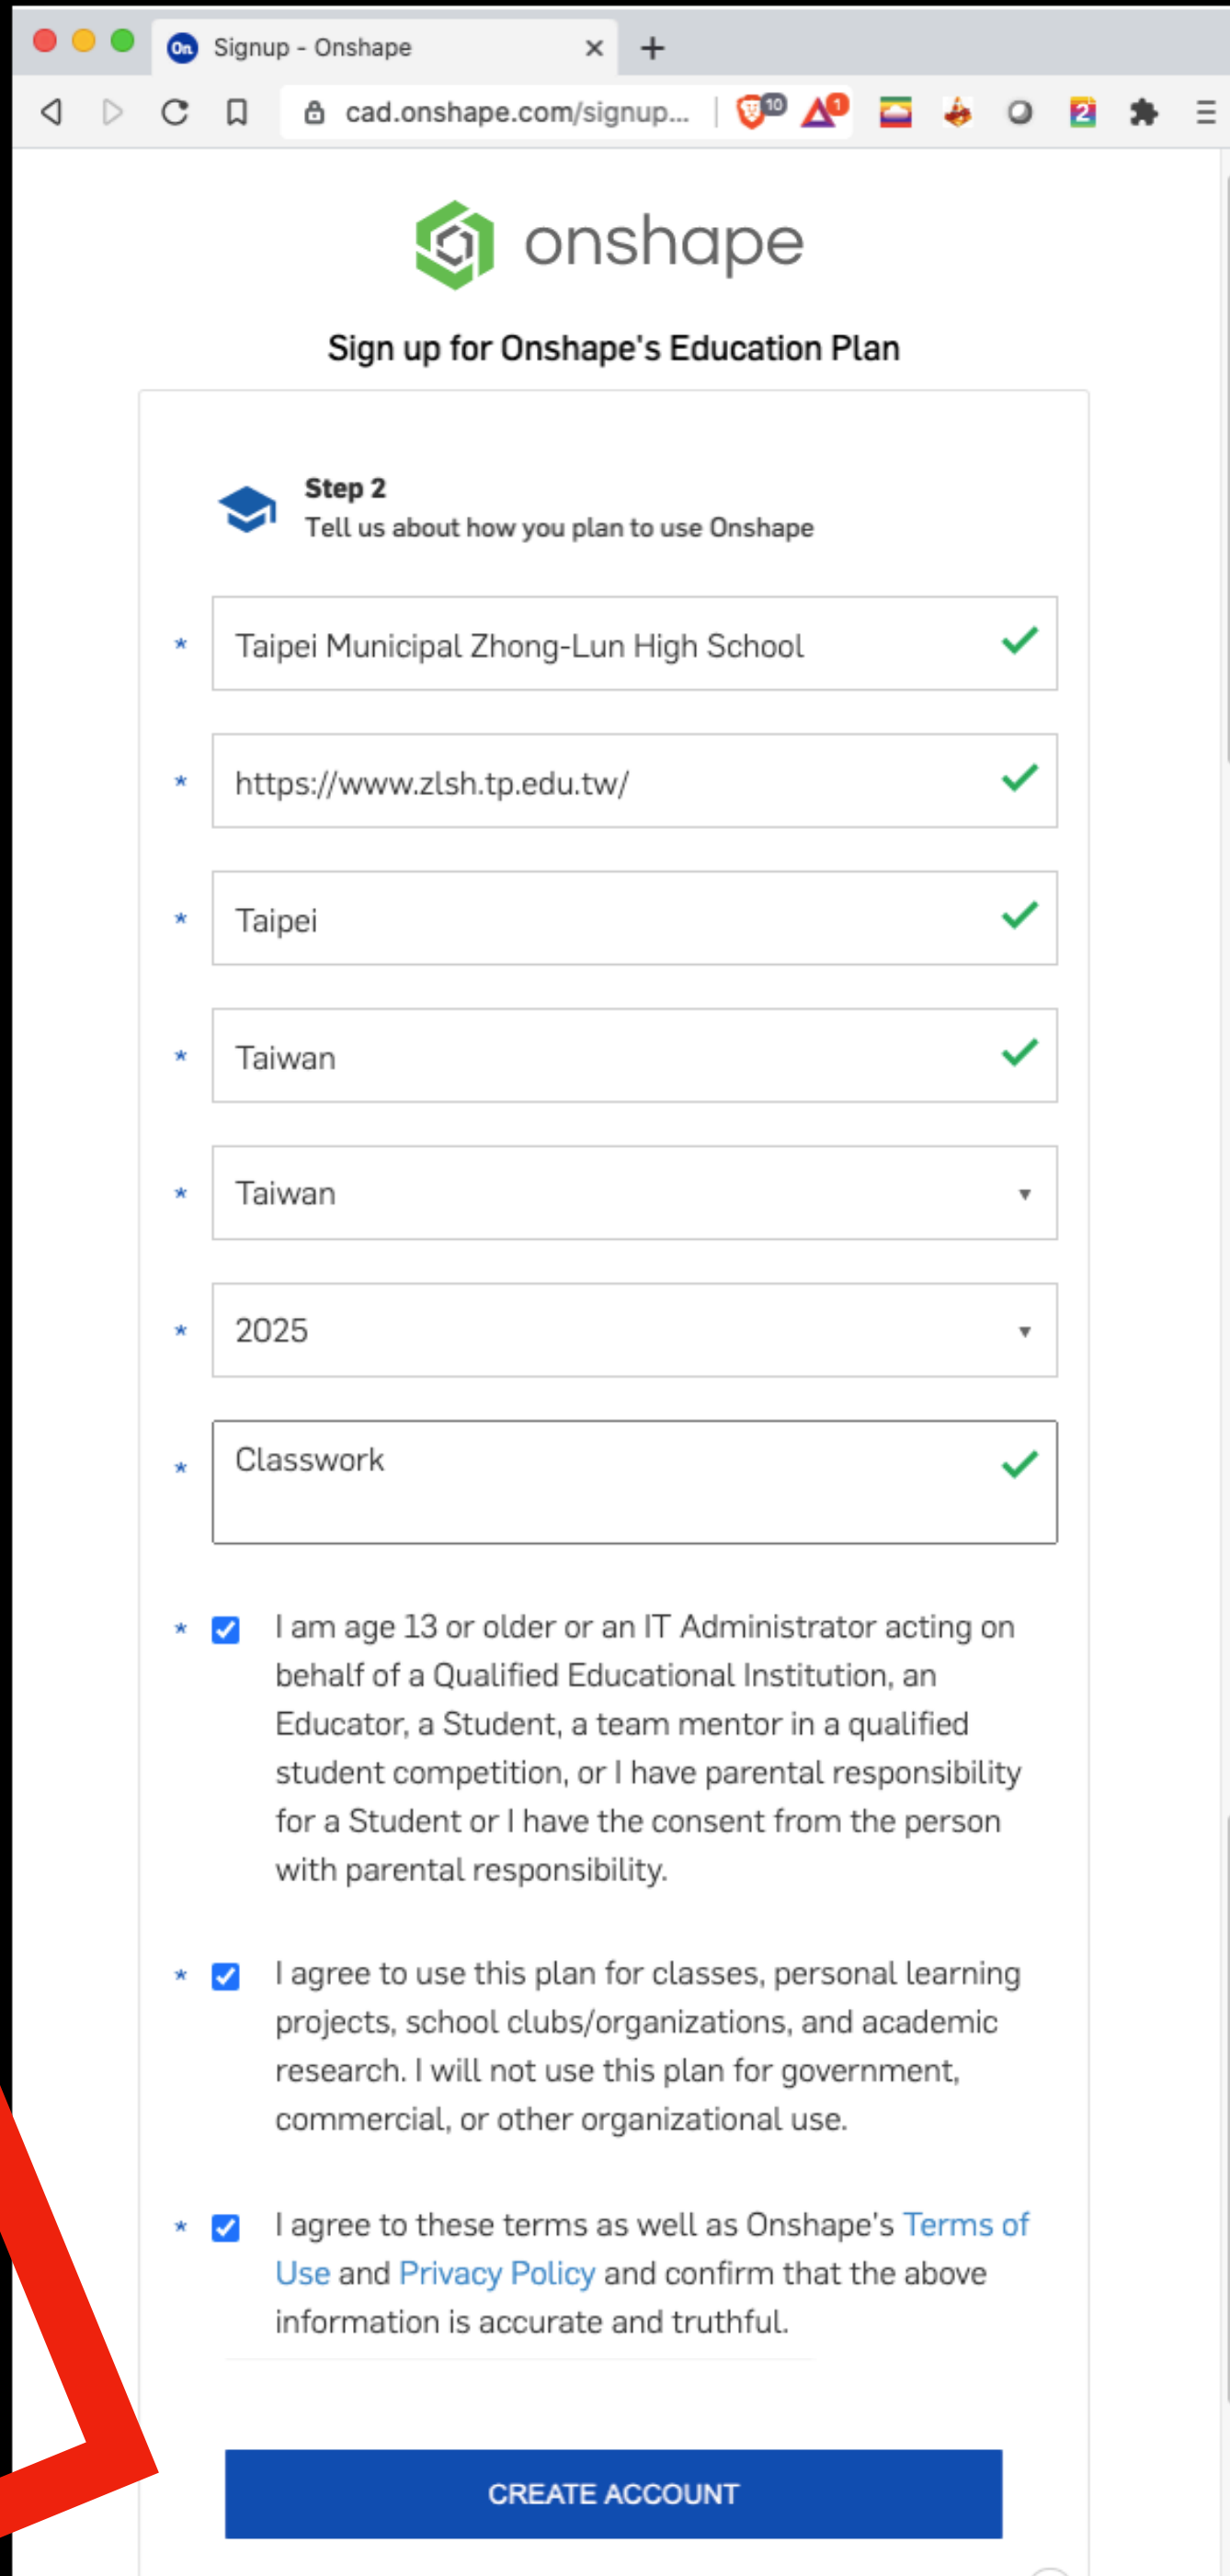 On Signup - Onshape × +
cad.onshape.com/signup... 10 1 2
onshape
Sign up for Onshape's Education Plan
Step 2
Tell us about how you plan to use Onshape
* Taipei Municipal Zhong-Lun High School
* https://www.zlsh.tp.edu.tw/
* Taipei
* Taiwan
* Taiwan
* 2025
* Classwork
* I am age 13 or older or an IT Administrator acting on
behalf of a Qualified Educational Institution, an
Educator, a Student, a team mentor in a qualified
student competition, or I have parental responsibility
for a Student or I have the consent from the person
with parental responsibility.
* I agree to use this plan for classes, personal learning
projects, school clubs/organizations, and academic
research. I will not use this plan for government,
commercial, or other organizational use.
* I agree to these terms as well as Onshape's Terms of
Use and Privacy Policy and confirm that the above
information is accurate and truthful.
CREATE ACCOUNT